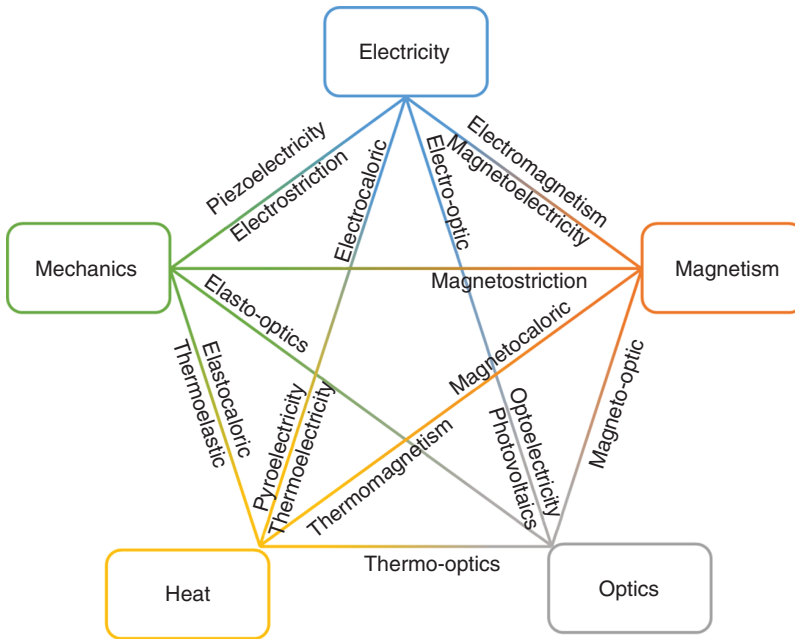 Electricity
Piezoelectricity
Electrostriction
Electrocaloric
Electro-optic
Electromagnetism
Magnetoelectricity
Mechanics
Magnetism
Magnetostriction
Elasto-optics
Magnetocaloric
Elastocaloric
Thermoelastic
Magneto-optic
Pyroelectricity
Thermoelectricity
Thermomagnetism
Optoelectricity
Photovoltaics
Thermo-optics
Heat
Optics